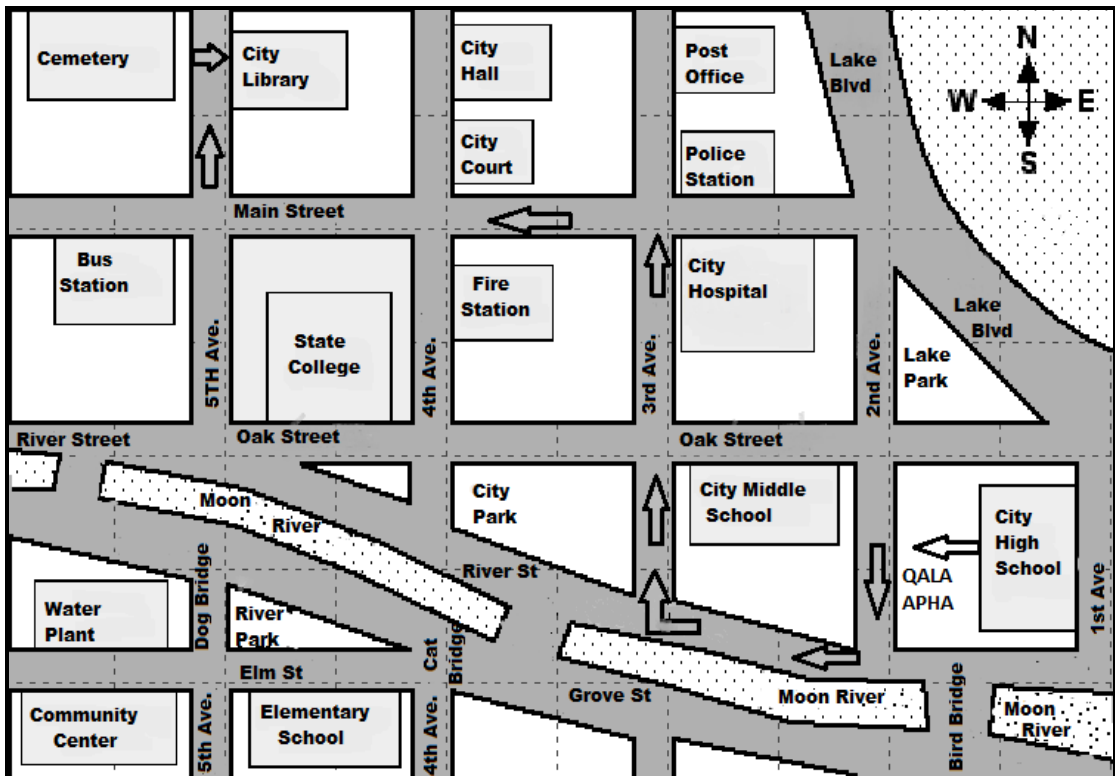 Cemetery
City
Library
City
Hall
Post
Office
Lake
Blvd
N
W
E
S
City
Court
Police
Station
Main Street
Bus
Station
Fire
Station
City
Hospital
Lake
Blvd
State
College
Lake
Park
5TH Ave.
4th Ave.
3rd Ave.
2nd Ave.
River Street
Oak Street
Oak Street
Moon
River
City
Park
City Middle
School
City
High
School
River St
QALA
APHA
1st Ave
Water
Plant
Dog Bridge
River
Park
Cat
Bridge
Elm St
Grove St
Moon River
Bird Bridge
Moon
River
Community
Center
5th Ave.
Elementary
School
4th Ave.